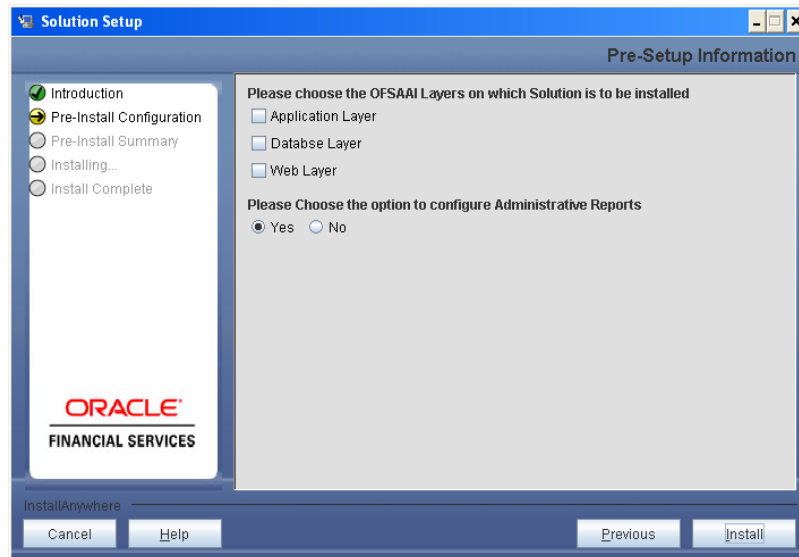 Solution Setup
Pre-Setup Information
Introduction
Pre-Install Configuration
Pre-Install Summary
Installing...
Install Complete
ORACLE
FINANCIAL SERVICES
Please choose the OFSAAI Layers on which Solution is to be installed
Application Layer
Databse Layer
Web Layer
Please Choose the option to configure Administrative Reports
Yes No
InstallAnywhere
Cancel Help Previous Install